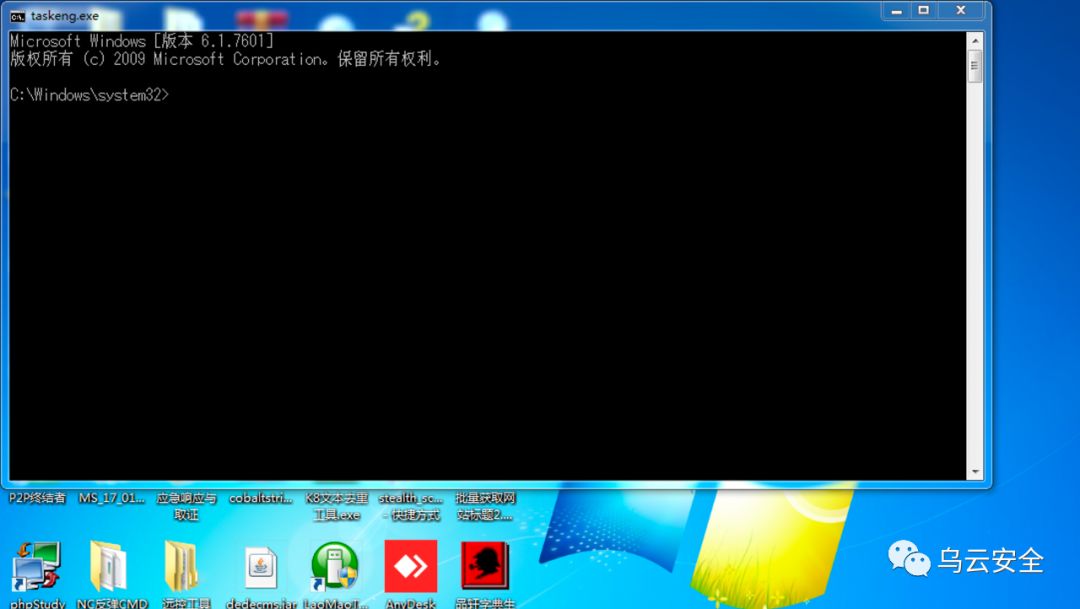 taskeng.exe
Microsoft Windows [版本 6.1.7601]
版权所有 (c) 2009 Microsoft Corporation。保留所有权利。
C:\Windows\system32>
P2P终结者
MS_17_01...
应急响应与
取证
cobaltstri...
K8文本去重
工具.exe
stealth_sc...
- 快捷方式
批量获取网
站标题2....
phpStudy
NC反弹CMD
远控工具
dedecms.jar
LaoMaoT...
AnyDesk
乌云安全